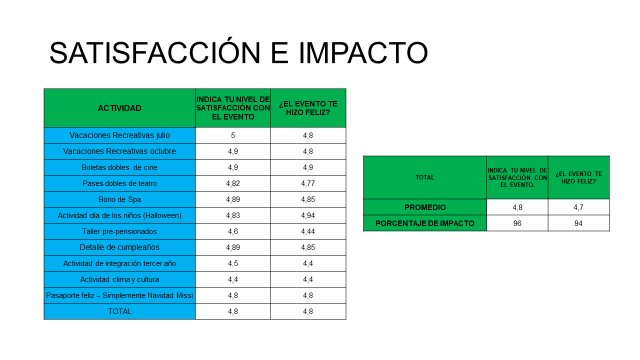 SATISFACCIÓN E IMPACTO
ACTIVIDAD INDICA TU NIVEL DE SATISFACCIÓN CON EL EVENTO ¿EL EVENTO TE HIZO FELIZ?
Vacaciones Recreativas julio 5 4,8
Vacaciones Recreativas octubre 4,9 4,8
Boletas dobles de cine 4,9 4,9
Pases dobles de teatro 4,82 4,77
Bono de Spa 4,89 4,85
Actividad día de los niños (Halloween) 4,83 4,94
Taller pre-pensionados 4,6 4,44
Detalle de cumpleaños 4,89 4,85
Actividad de integración tercer año 4,5 4,4
Actividad clima y cultura 4,4 4,4
Pasaporte feliz – Simplemente Navidad Missi 4,8 4,8
TOTAL 4,8 4,8
TOTAL INDICA TU NIVEL DE SATISFACCIÓN CON EL EVENTO. ¿EL EVENTO TE HIZO FELIZ?
PROMEDIO 4,8 4,7
PORCENTAJE DE IMPACTO 96 94